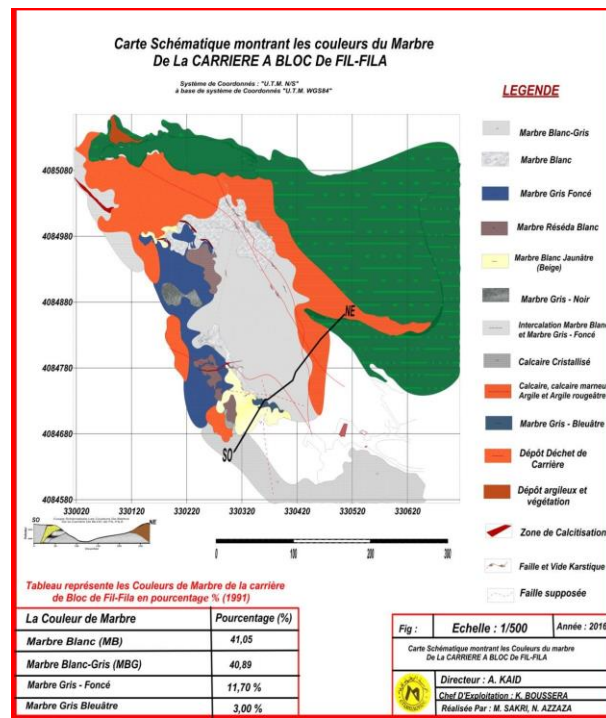 Carte Schématique montrant les couleurs du Marbre
De La CARRIERE A BLOC De FIL-FILA
Système de Coordonnés : "U.T.M. N/S"
à base de système de Coordonnés "U.T.M. WGS84"
LEGENDE
Marbre Blanc-Gris
Marbre Blanc
Marbre Gris Foncé
Marbre Réséda Blanc
Marbre Blanc Jaunâtre
(Beige)
Marbre Gris - Noir
Intercalation Marbre Blanc
et Marbre Gris - Foncé
Calcaire Cristallisé
Calcaire, calcaire marneux
Argile et Argile rougeâtre
Marbre Gris - Bleuâtre
Dépôt Déchet de
Carrière
Dépôt argileux et
végétation
Zone de Calcitisation
Faille et Vide Karstique
Faille supposée
4085080
4084980
4084880
4084780
4084680
4084580
330020 330120 330220 330320 330420 330520 330620
NE
SO
SO
NE
0 100 200 300
Tableau représente les Couleurs de Marbre de la carrière
de Bloc de Fil-Fila en pourcentage % (1991)
La Couleur de Marbre Pourcentage (%)
Marbre Blanc (MB) 41,05
Marbre Blanc-Gris (MBG) 40,89
Marbre Gris - Foncé 11,70 %
Marbre Gris Bleuâtre 3,00 %
Fig : Echelle : 1/500 Année : 2016
Carte Schématique montrant les Couleurs du marbre
De La CARRIERE A BLOC DE FIL-FILA
Directeur : A. KAID
Chef D'Exploitation : K. BOUSSERA
Réalisée Par : M. SAKRI, N. AZZAZA